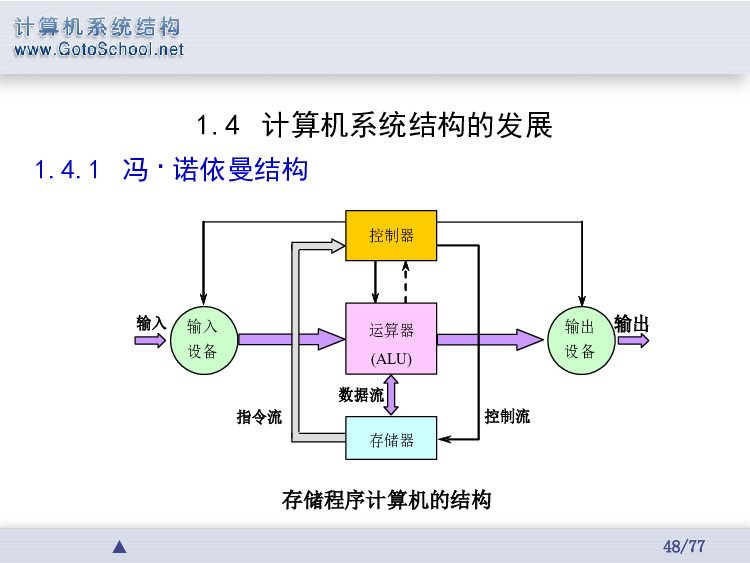 计算机系统结构
www.GotoSchool.net
1.4 计算机系统结构的发展
1.4.1 冯·诺依曼结构
控制器
输入
输入
设备
运算器
(ALU)
输出
设备
输出
数据流
指令流
控制流
存储器
存储程序计算机的结构
48/77